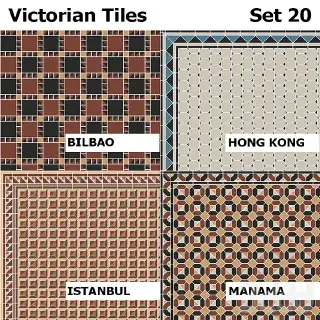 Victorian Tiles Set 20
BILBAO
HONG KONG
ISTANBUL
MANAMA